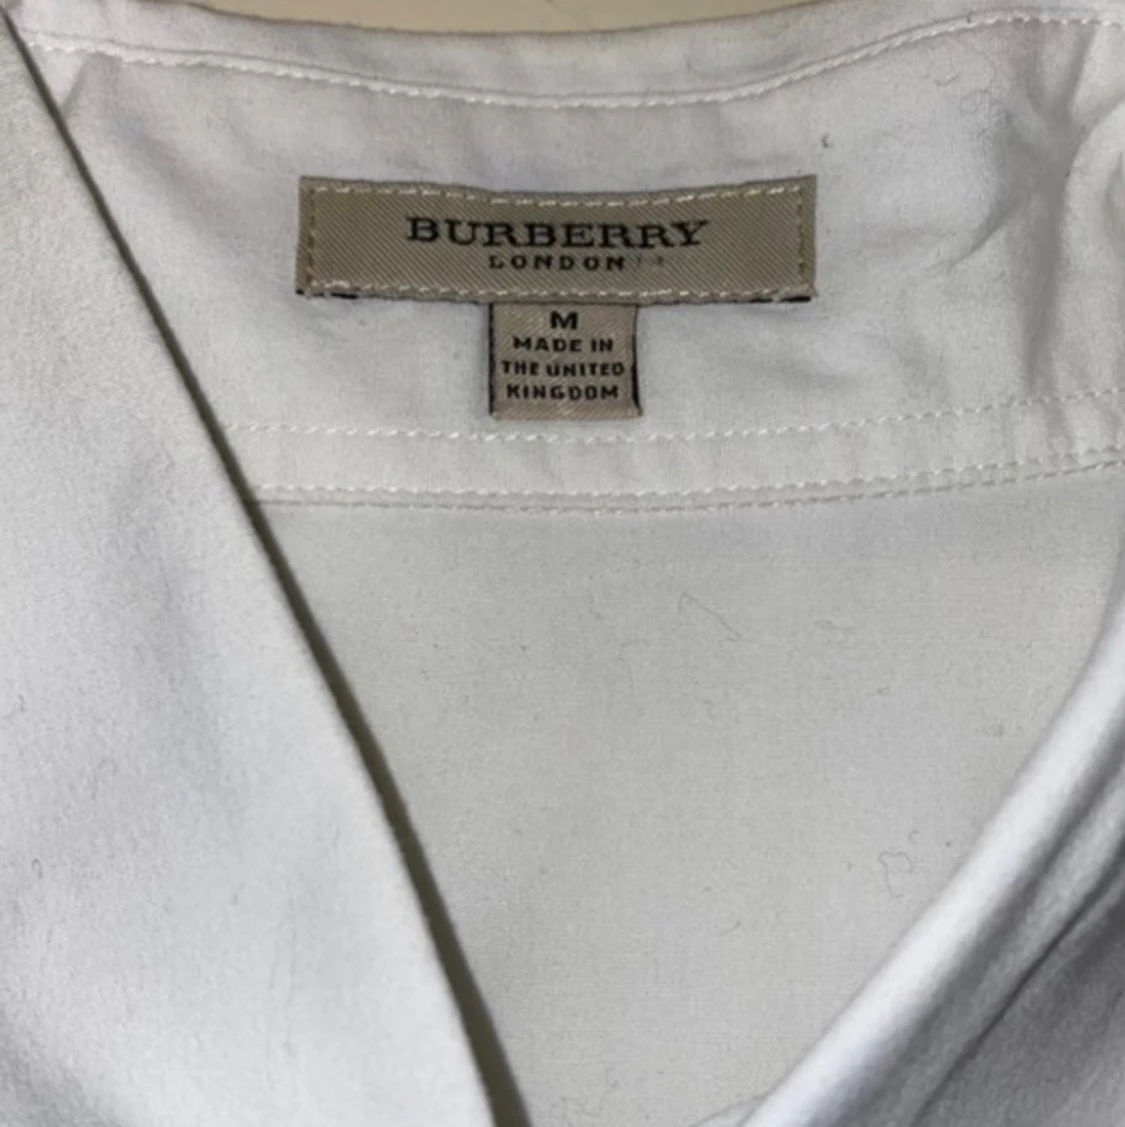 BURBERRY
LONDON
M
MADE IN
THE UNITED
KINGDOM